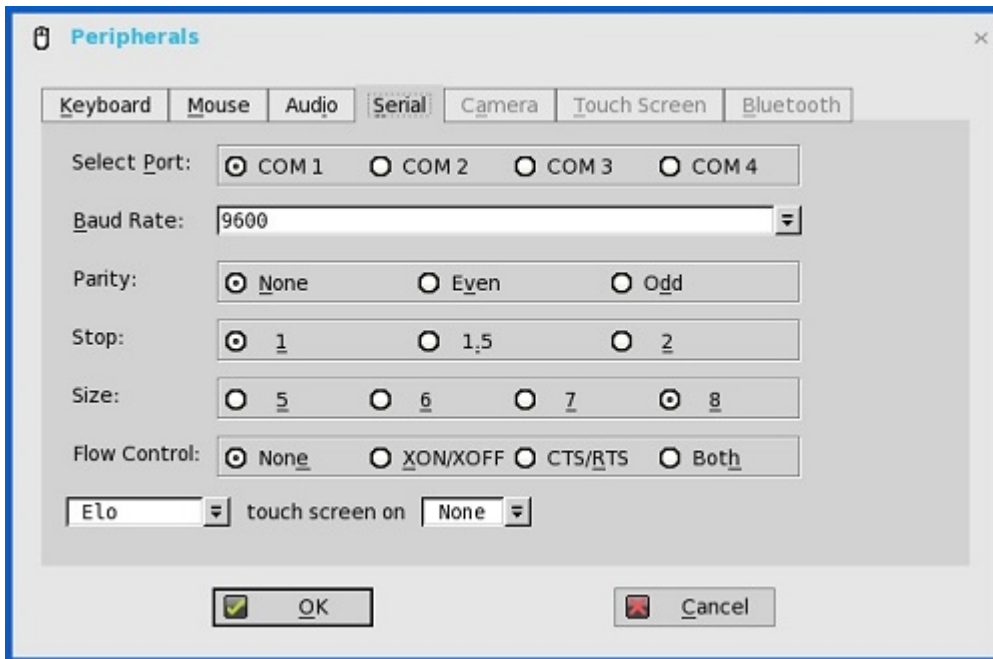 Peripherals
Keyboard Mouse Audio Serial Camera Touch Screen Bluetooth
Select Port: COM 1 COM 2 COM 3 COM 4
Baud Rate: 9600
Parity: None Even Odd
Stop: 1 1.5 2
Size: 5 6 7 8
Flow Control: None XON/XOFF CTS/RTS Both
Elo touch screen on None
OK Cancel